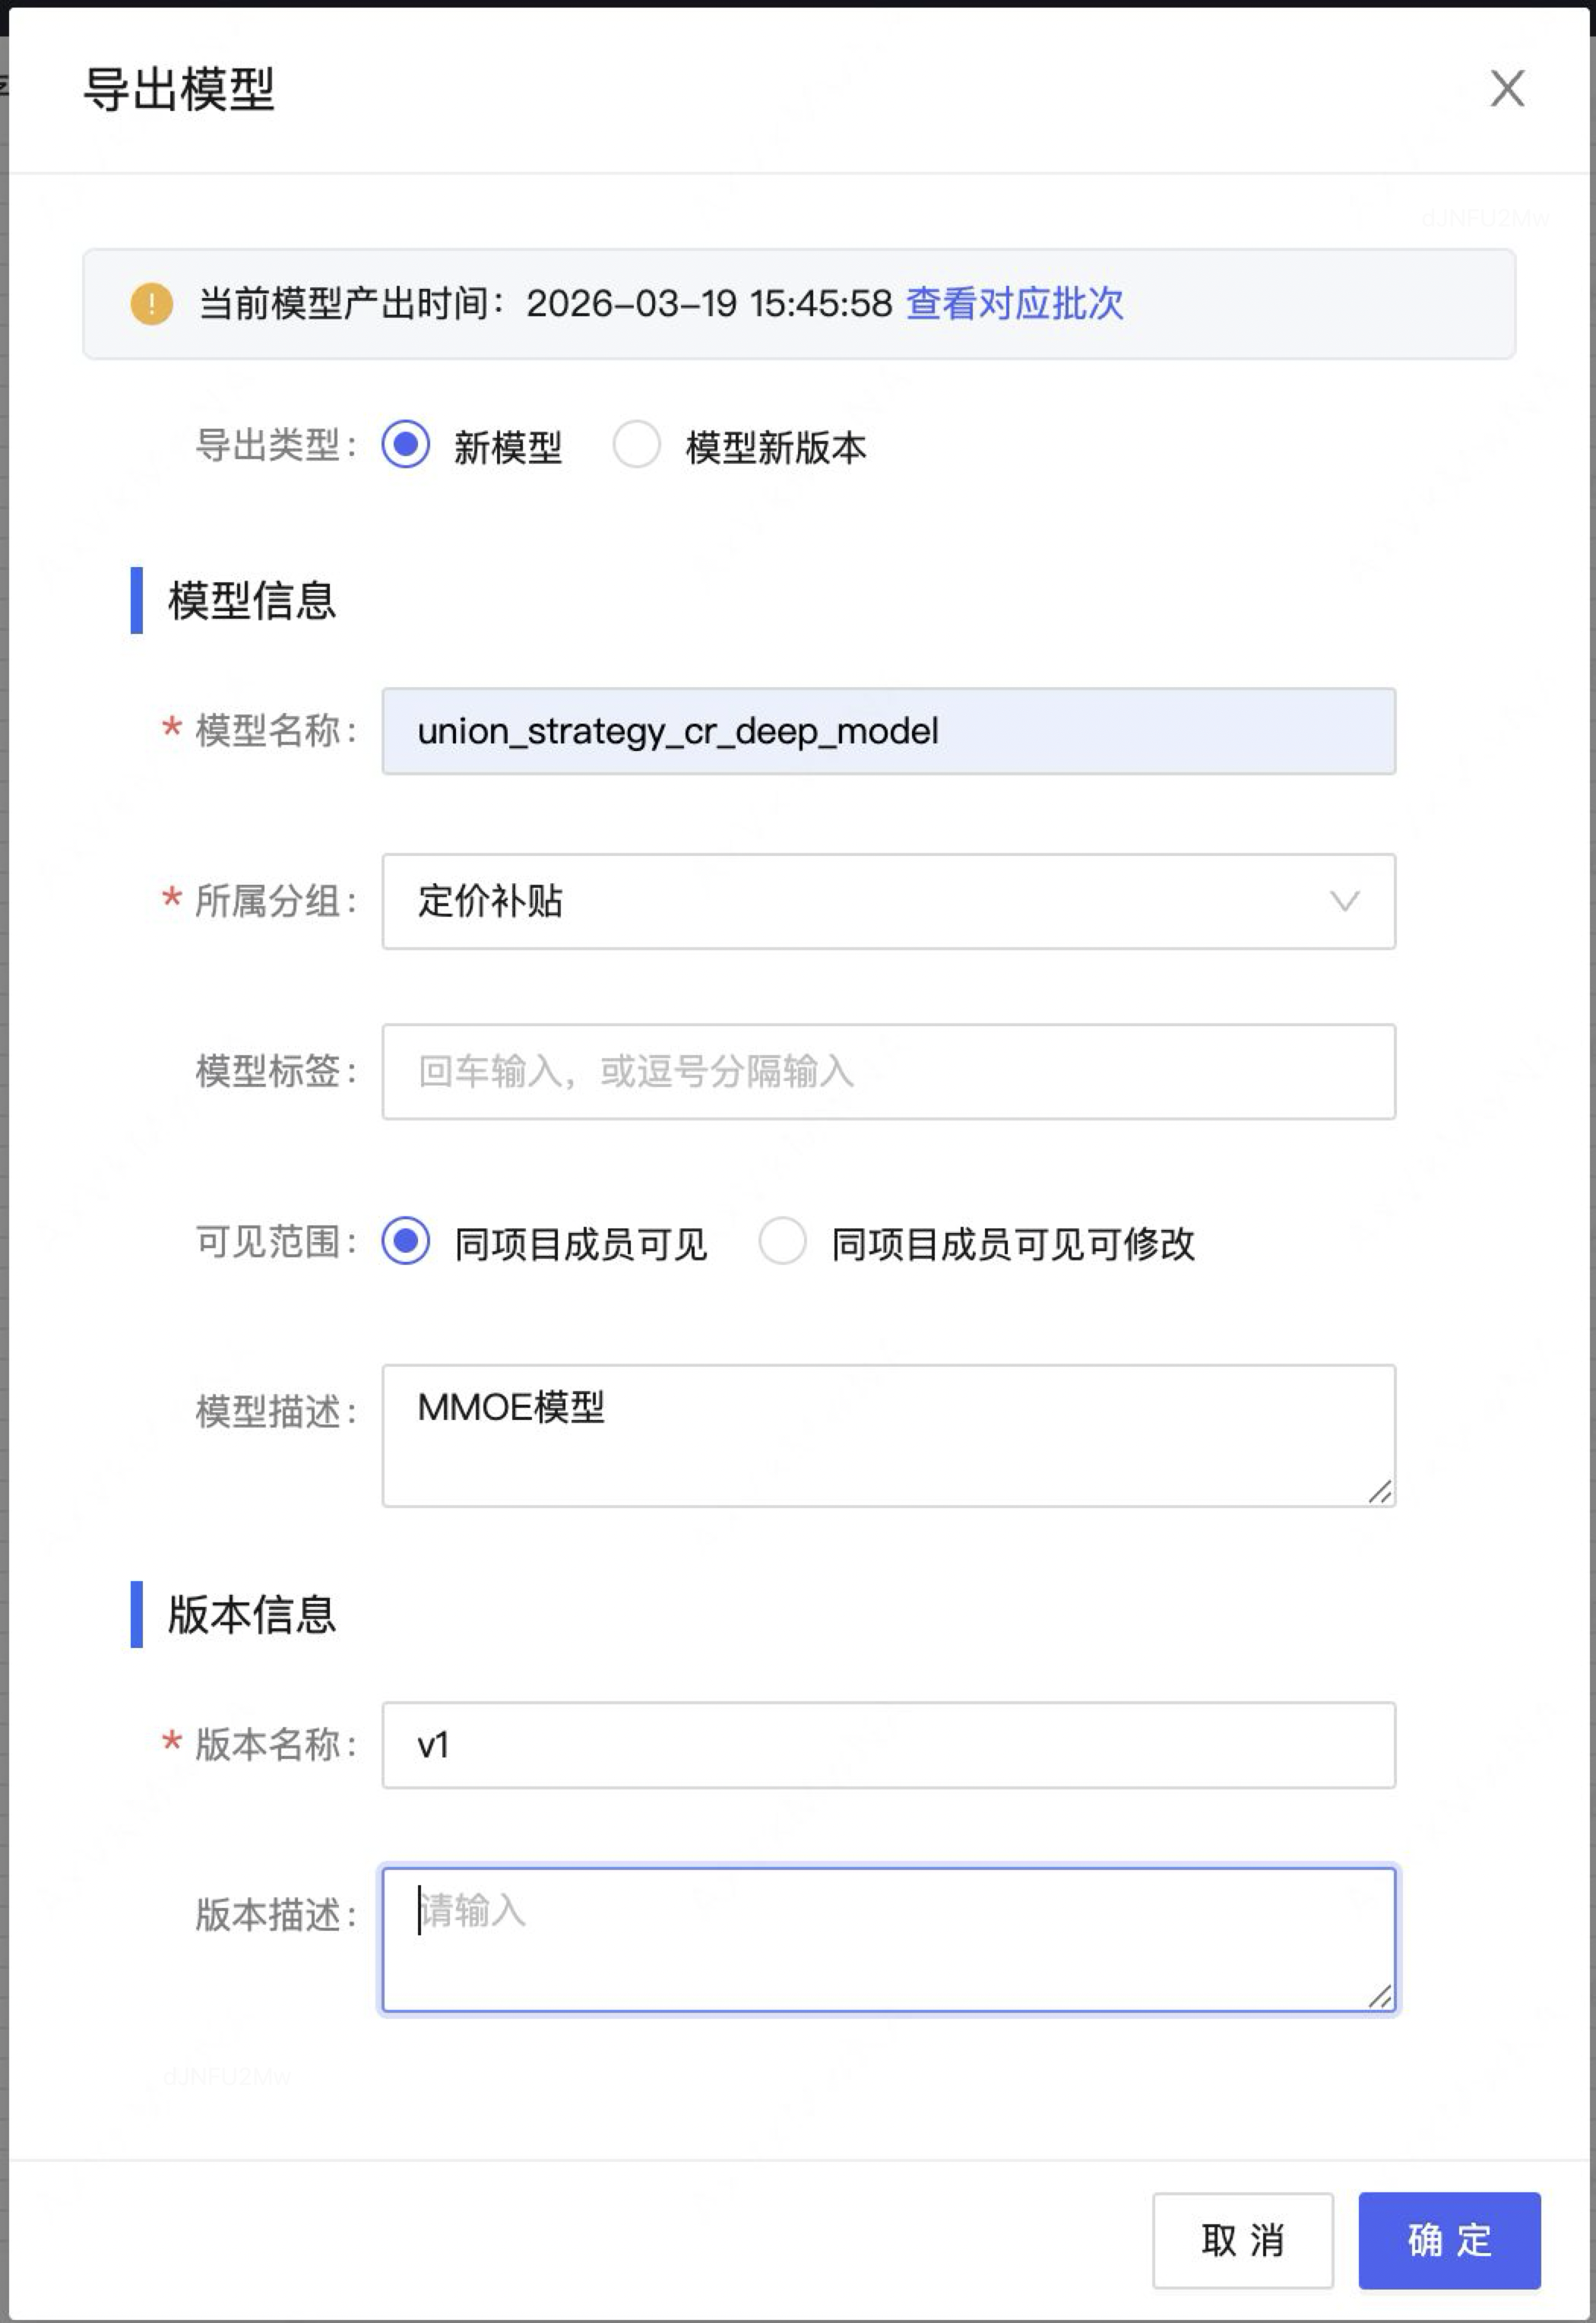 导出模型
dJNFU2Mw
当前模型产出时间：2026-03-19 15:45:58 查看对应批次
导出类型： 新模型 模型新版本
模型信息
* 模型名称： union_strategy_cr_deep_model
* 所属分组： 定价补贴
模型标签： 回车输入，或逗号分隔输入
可见范围： 同项目成员可见 同项目成员可见可修改
模型描述： MMOE模型
版本信息
* 版本名称： v1
版本描述： 请输入
dJNFU2Mw
取 消 确 定